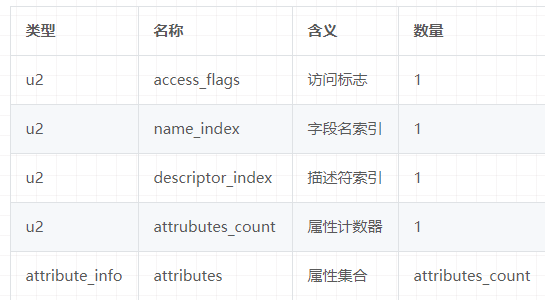 类型 名称 含义 数量
u2 access_flags 访问标志 1
u2 name_index 字段名索引 1
u2 descriptor_index 描述符索引 1
u2 attrubutes_count 属性计数器 1
attribute_info attributes 属性集合 attributes_count